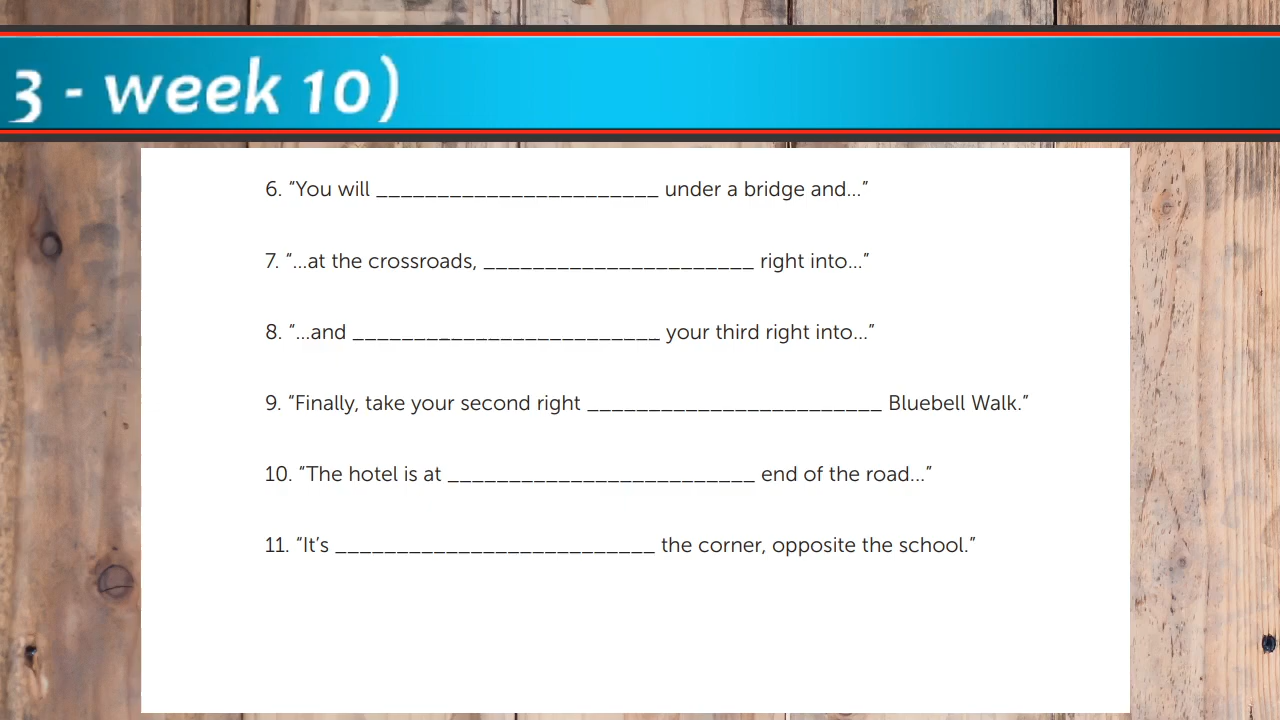 3 - week 10)
6. “You will _______________________ under a bridge and...”
7. “...at the crossroads, ______________________ right into...”
8. “...and _________________________ your third right into...”
9. “Finally, take your second right ________________________ Bluebell Walk.”
10. “The hotel is at _________________________ end of the road...”
11. “It’s __________________________ the corner, opposite the school.”